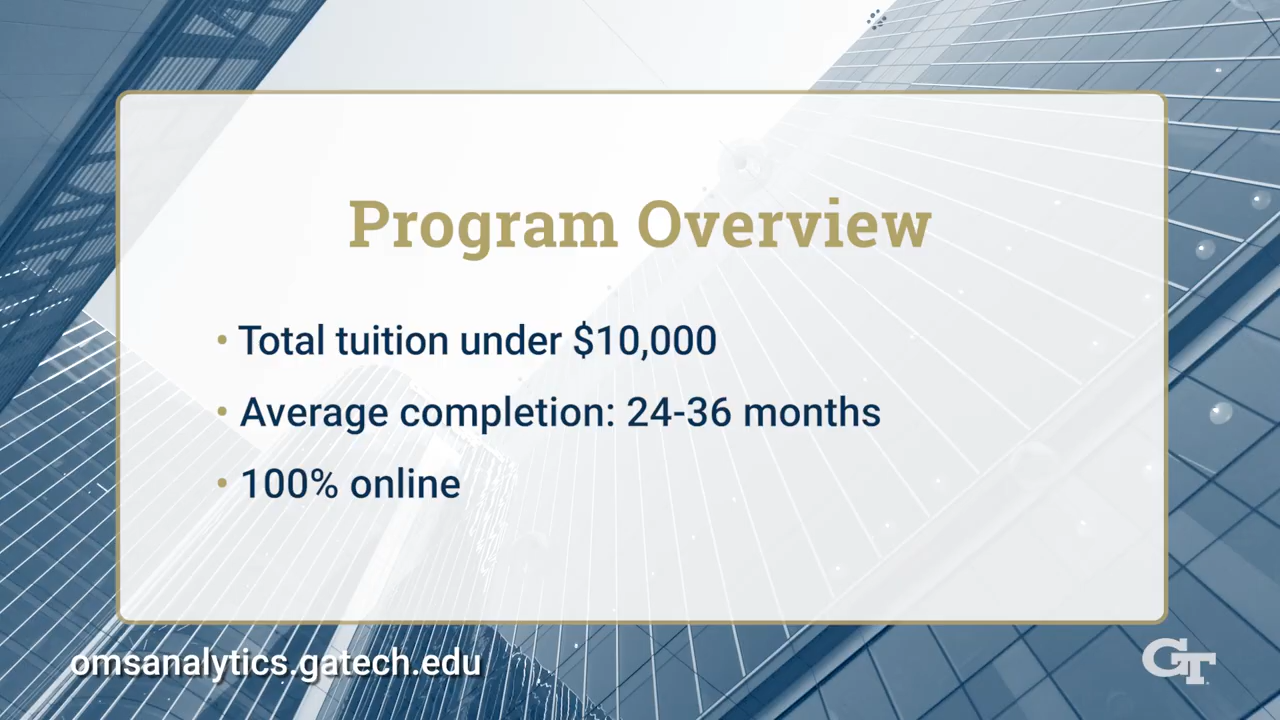 Program Overview
• Total tuition under $10,000
• Average completion: 24-36 months
• 100% online
omsanalytics.gatech.edu
GT